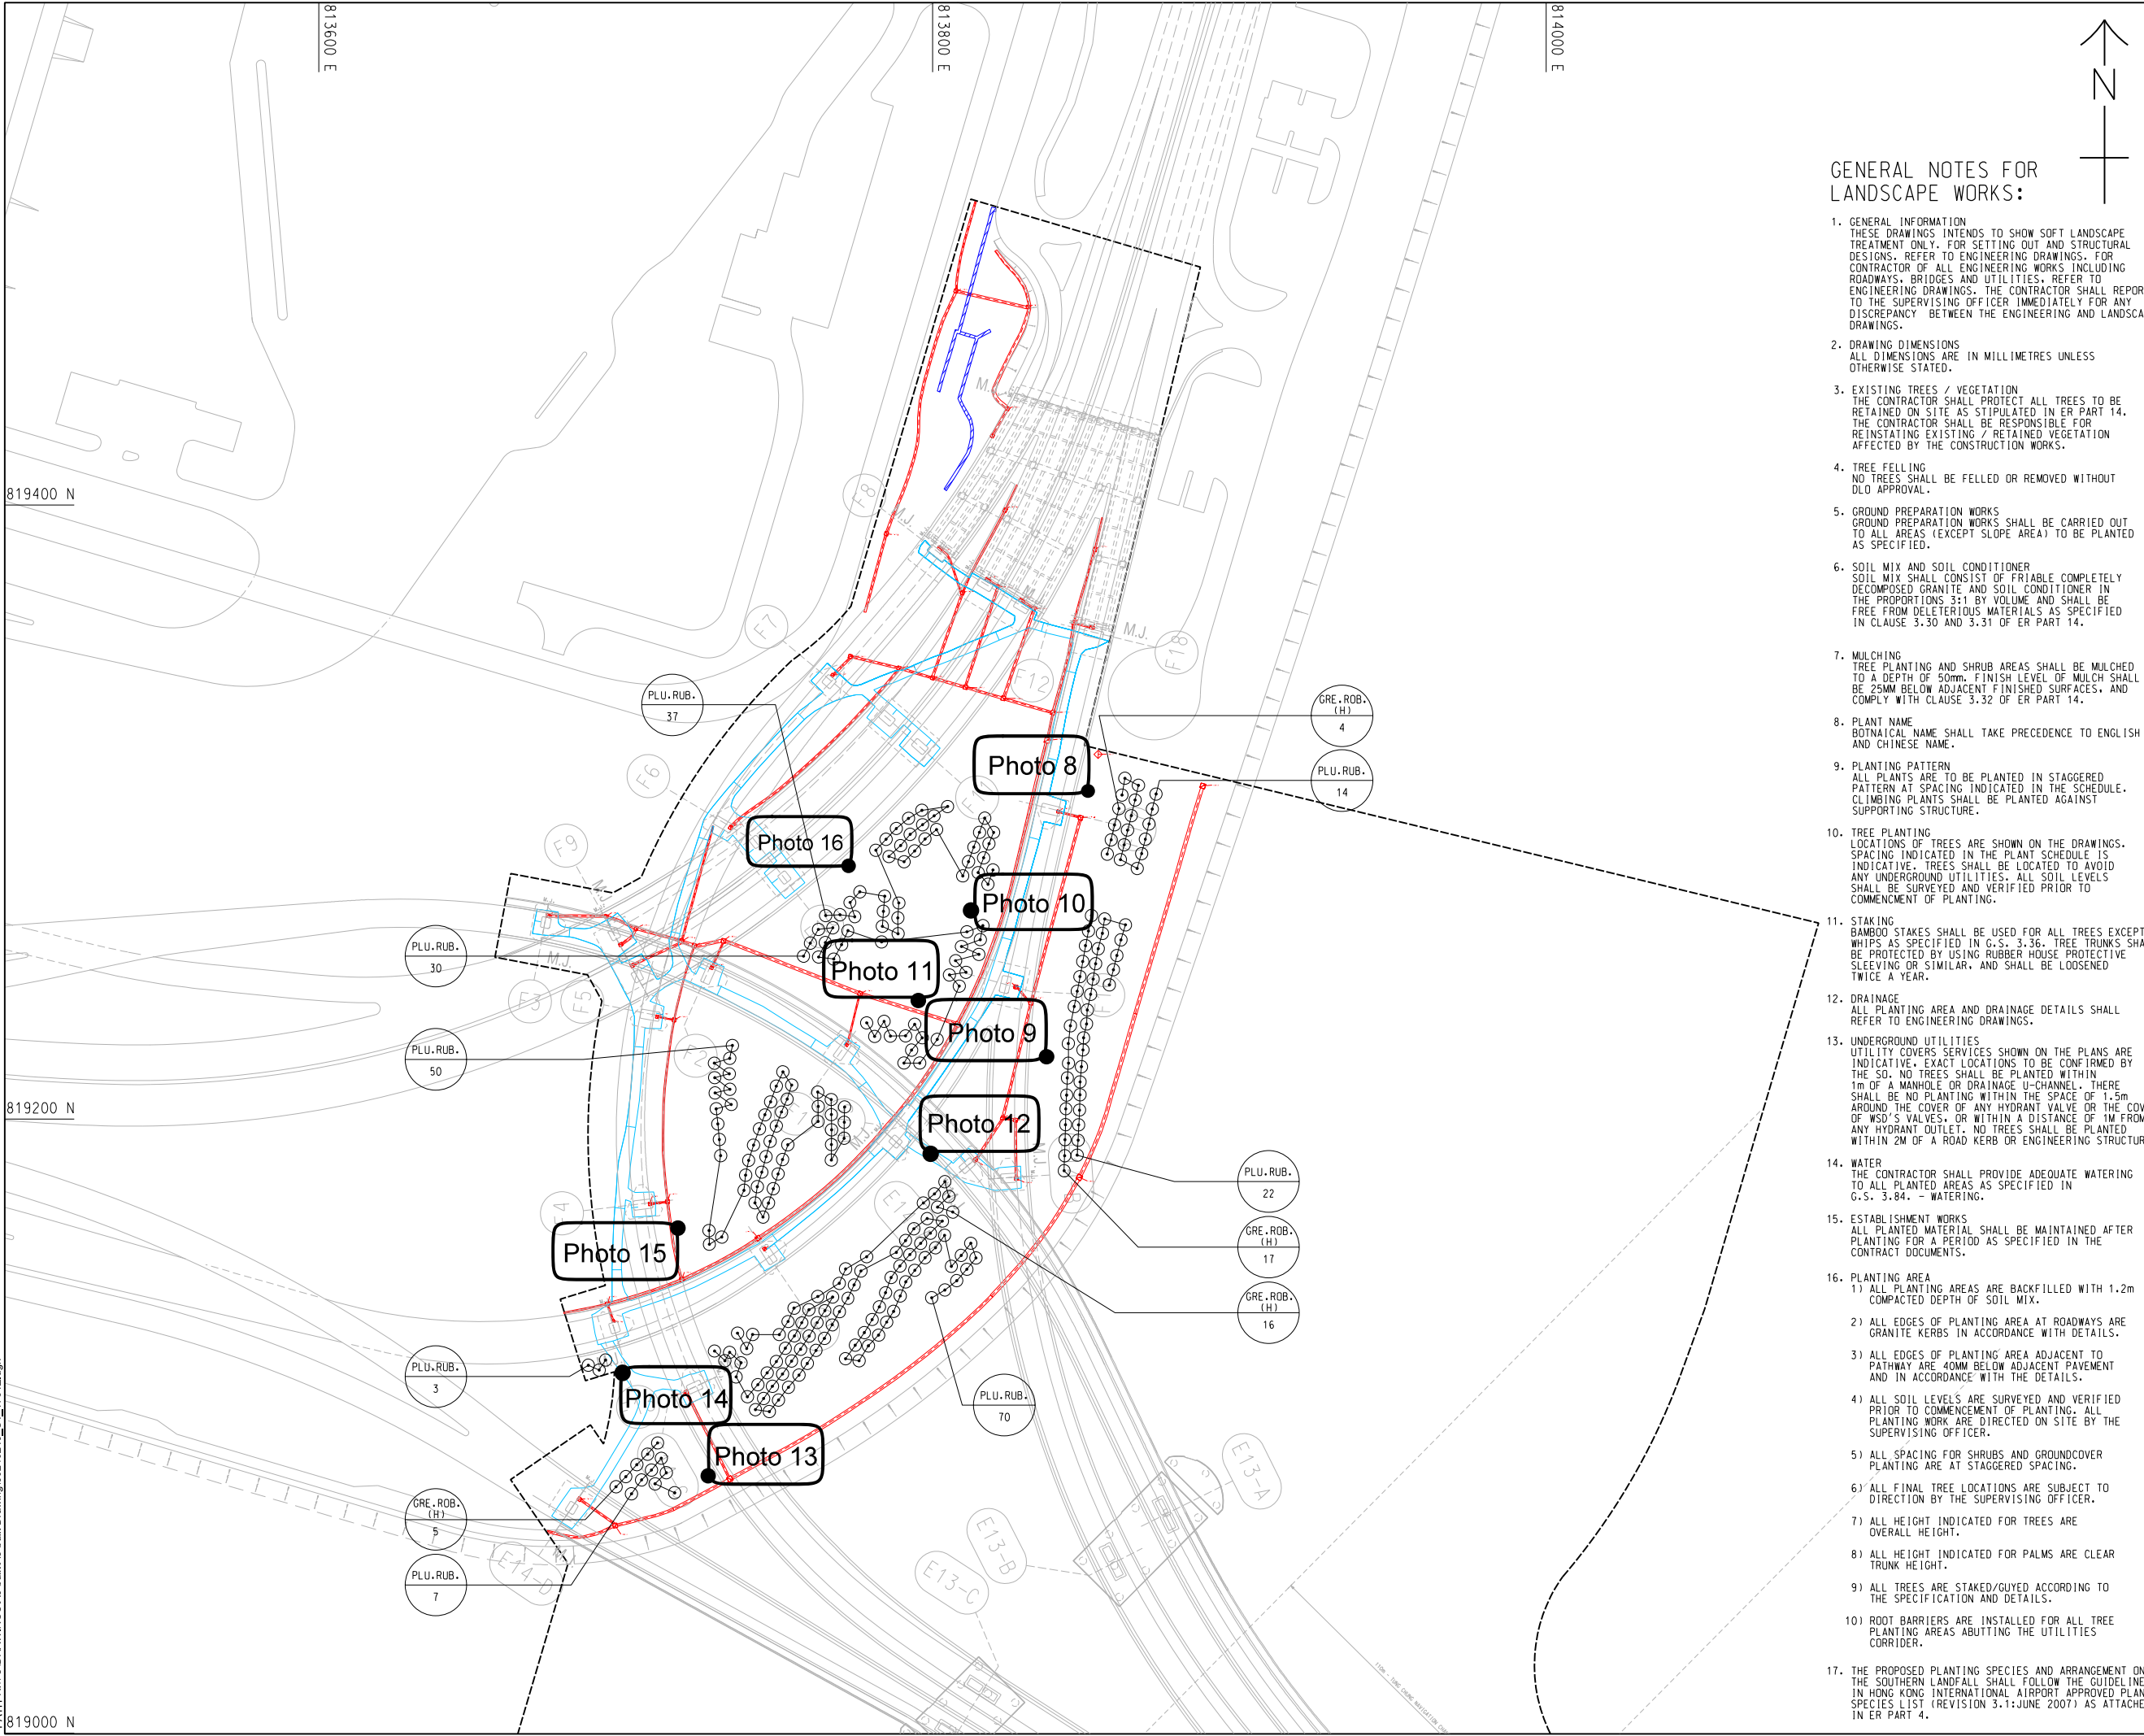 813600 E
813800 E
814000 E
N
819400 N
819200 N
819000 N
M.J.
F8
M.J.
M.J.
F7
F12
M.J.
F18
PLU.RUB.
37
GRE.ROB.
(H)
4
PLU.RUB.
14
Photo 8
F6
F11
Photo 16
F9
M.J.
Photo 10
PLU.RUB.
30
M.J.
Photo 11
F3
F5
Photo 9
PLU.RUB.
50
F2
Photo 12
M.J.
PLU.RUB.
22
Photo 15
GRE.ROB.
(H)
17
GRE.ROB.
(H)
16
PLU.RUB.
3
Photo 14
PLU.RUB.
70
Photo 13
GRE.ROB.
(H)
5
PLU.RUB.
7
E14-D
E13-A
E13-B
E13-C
GENERAL NOTES FOR
LANDSCAPE WORKS:
1. GENERAL INFORMATION
THESE DRAWINGS INTENDS TO SHOW SOFT LANDSCAPE
TREATMENT ONLY. FOR SETTING OUT AND STRUCTURAL
DESIGNS. REFER TO ENGINEERING DRAWINGS. FOR
CONTRACTOR OF ALL ENGINEERING WORKS INCLUDING
ROADWAYS, BRIDGES AND UTILITIES, REFER TO
ENGINEERING DRAWINGS. THE CONTRACTOR SHALL REPOR
TO THE SUPERVISING OFFICER IMMEDIATELY FOR ANY
DISCREPANCY BETWEEN THE ENGINEERING AND LANDSCA
DRAWINGS.
2. DRAWING DIMENSIONS
ALL DIMENSIONS ARE IN MILLIMETRES UNLESS
OTHERWISE STATED.
3. EXISTING TREES / VEGETATION
THE CONTRACTOR SHALL PROTECT ALL TREES TO BE
RETAINED ON SITE AS STIPULATED IN ER PART 14.
THE CONTRACTOR SHALL BE RESPONSIBLE FOR
REINSTATING EXISTING / RETAINED VEGETATION
AFFECTED BY THE CONSTRUCTION WORKS.
4. TREE FELLING
NO TREES SHALL BE FELLED OR REMOVED WITHOUT
DLO APPROVAL.
5. GROUND PREPARATION WORKS
GROUND PREPARATION WORKS SHALL BE CARRIED OUT
TO ALL AREAS (EXCEPT SLOPE AREA) TO BE PLANTED
AS SPECIFIED.
6. SOIL MIX AND SOIL CONDITIONER
SOIL MIX SHALL CONSIST OF FRIABLE COMPLETELY
DECOMPOSED GRANITE AND SOIL CONDITIONER IN
THE PROPORTIONS 3:1 BY VOLUME AND SHALL BE
FREE FROM DELETERIOUS MATERIALS AS SPECIFIED
IN CLAUSE 3.30 AND 3.31 OF ER PART 14.
7. MULCHING
TREE PLANTING AND SHRUB AREAS SHALL BE MULCHED
TO A DEPTH OF 50mm. FINISH LEVEL OF MULCH SHALL
BE 25MM BELOW ADJACENT FINISHED SURFACES, AND
COMPLY WITH CLAUSE 3.32 OF ER PART 14.
8. PLANT NAME
BOTNAICAL NAME SHALL TAKE PRECEDENCE TO ENGLISH
AND CHINESE NAME.
9. PLANTING PATTERN
ALL PLANTS ARE TO BE PLANTED IN STAGGERED
PATTERN AT SPACING INDICATED IN THE SCHEDULE.
CLIMBING PLANTS SHALL BE PLANTED AGAINST
SUPPORTING STRUCTURE.
10. TREE PLANTING
LOCATIONS OF TREES ARE SHOWN ON THE DRAWINGS.
SPACING INDICATED IN THE PLANT SCHEDULE IS
INDICATIVE. TREES SHALL BE LOCATED TO AVOID
ANY UNDERGROUND UTILITIES. ALL SOIL LEVELS
SHALL BE SURVEYED AND VERIFIED PRIOR TO
COMMENCMENT OF PLANTING.
11. STAKING
BAMBOO STAKES SHALL BE USED FOR ALL TREES EXCEPT
WHIPS AS SPECIFIED IN G.S. 3.36. TREE TRUNKS SHA
BE PROTECTED BY USING RUBBER HOUSE PROTECTIVE
SLEEVING OR SIMILAR, AND SHALL BE LOOSENED
TWICE A YEAR.
12. DRAINAGE
ALL PLANTING AREA AND DRAINAGE DETAILS SHALL
REFER TO ENGINEERING DRAWINGS.
13. UNDERGROUND UTILITIES
UTILITY COVERS SERVICES SHOWN ON THE PLANS ARE
INDICATIVE. EXACT LOCATIONS TO BE CONFIRMED BY
THE SO. NO TREES SHALL BE PLANTED WITHIN
1m OF A MANHOLE OR DRAINAGE U-CHANNEL. THERE
SHALL BE NO PLANTING WITHIN THE SPACE OF 1.5m
AROUND THE COVER OF ANY HYDRANT VALVE OR THE COV
OF WSD'S VALVES, OR WITHIN A DISTANCE OF 1M FROM
ANY HYDRANT OUTLET. NO TREES SHALL BE PLANTED
WITHIN 2M OF A ROAD KERB OR ENGINEERING STRUCTUR
14. WATER
THE CONTRACTOR SHALL PROVIDE ADEQUATE WATERING
TO ALL PLANTED AREAS AS SPECIFIED IN
G.S. 3.84. - WATERING.
15. ESTABLISHMENT WORKS
ALL PLANTED MATERIAL SHALL BE MAINTAINED AFTER
PLANTING FOR A PERIOD AS SPECIFIED IN THE
CONTRACT DOCUMENTS.
16. PLANTING AREA
1) ALL PLANTING AREAS ARE BACKFILLED WITH 1.2m
COMPACTED DEPTH OF SOIL MIX.
2) ALL EDGES OF PLANTING AREA AT ROADWAYS ARE
GRANITE KERBS IN ACCORDANCE WITH DETAILS.
3) ALL EDGES OF PLANTING AREA ADJACENT TO
PATHWAY ARE 40MM BELOW ADJACENT PAVEMENT
AND IN ACCORDANCE WITH THE DETAILS.
4) ALL SOIL LEVELS ARE SURVEYED AND VERIFIED
PRIOR TO COMMENCEMENT OF PLANTING. ALL
PLANTING WORK ARE DIRECTED ON SITE BY THE
SUPERVISING OFFICER.
5) ALL SPACING FOR SHRUBS AND GROUNDCOVER
PLANTING ARE AT STAGGERED SPACING.
6) ALL FINAL TREE LOCATIONS ARE SUBJECT TO
DIRECTION BY THE SUPERVISING OFFICER.
7) ALL HEIGHT INDICATED FOR TREES ARE
OVERALL HEIGHT.
8) ALL HEIGHT INDICATED FOR PALMS ARE CLEAR
TRUNK HEIGHT.
9) ALL TREES ARE STAKED/GUYED ACCORDING TO
THE SPECIFICATION AND DETAILS.
10) ROOT BARRIERS ARE INSTALLED FOR ALL TREE
PLANTING AREAS ABUTTING THE UTILITIES
CORRIDER.
17. THE PROPOSED PLANTING SPECIES AND ARRANGEMENT ON
THE SOUTHERN LANDFALL SHALL FOLLOW THE GUIDELINE
IN HONG KONG INTERNATIONAL AIRPORT APPROVED PLAN
SPECIES LIST (REVISION 3.1:JUNE 2007) AS ATTACHE
IN ER PART 4.